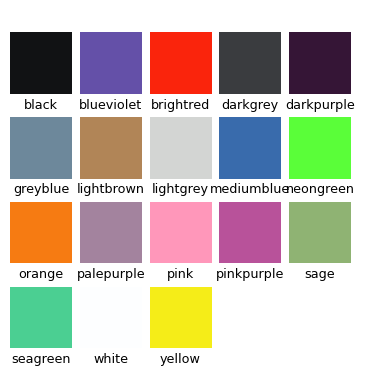 black blueviolet brightred darkgrey darkpurple
greyblue lightbrown lightgrey mediumblue neongreen
orange palepurple pink pinkpurple sage
seagreen white yellow